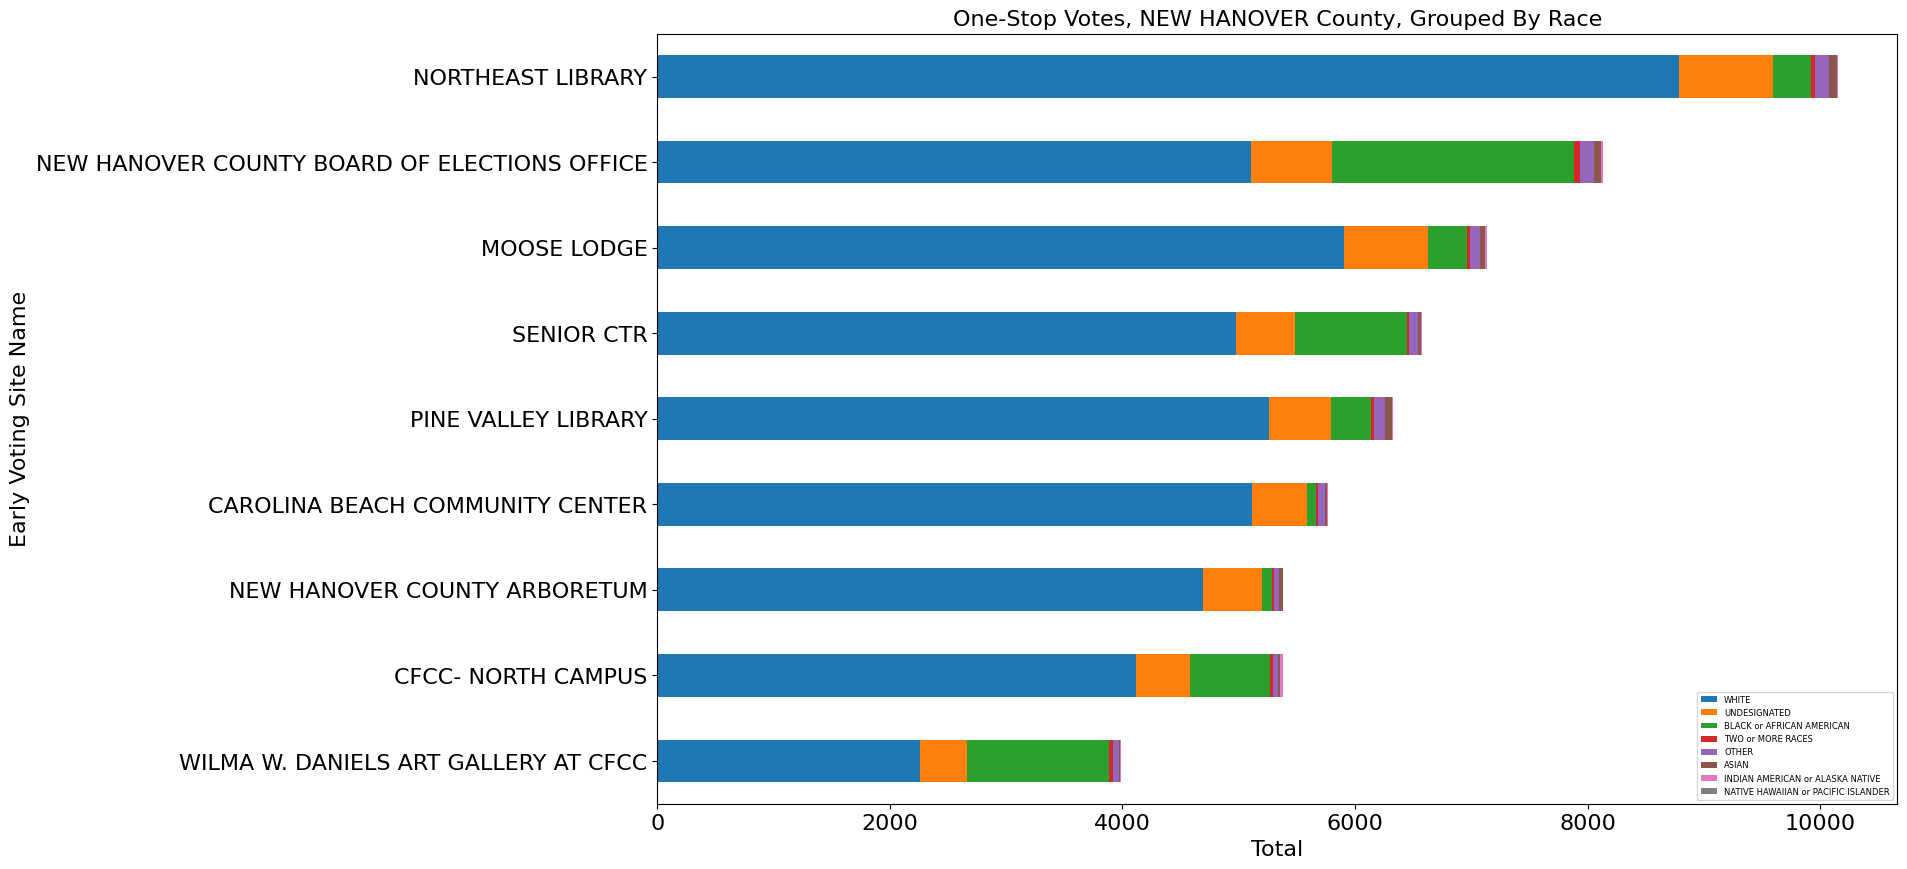 One-Stop Votes, NEW HANOVER County, Grouped By Race
Early Voting Site Name
NORTHEAST LIBRARY
NEW HANOVER COUNTY BOARD OF ELECTIONS OFFICE
MOOSE LODGE
SENIOR CTR
PINE VALLEY LIBRARY
CAROLINA BEACH COMMUNITY CENTER
NEW HANOVER COUNTY ARBORETUM
CFCC- NORTH CAMPUS
WILMA W. DANIELS ART GALLERY AT CFCC
WHITE
UNDESIGNATED
BLACK or AFRICAN AMERICAN
TWO or MORE RACES
OTHER
ASIAN
INDIAN AMERICAN or ALASKA NATIVE
NATIVE HAWAIIAN or PACIFIC ISLANDER
0 2000 4000 6000 8000 10000
Total